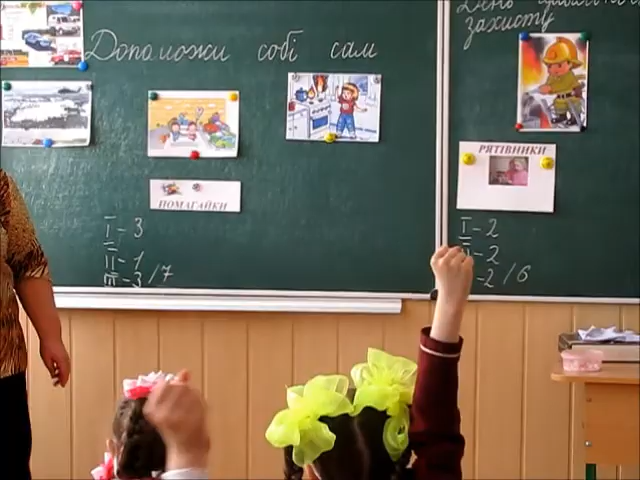 Допоможи собі сам
захисту
РЯТІВНИКИ
ПОМАГАЙКИ
І - 3
ІІ - 1
ІІІ - 3 /7
І - 2
- 2
- 2 /6